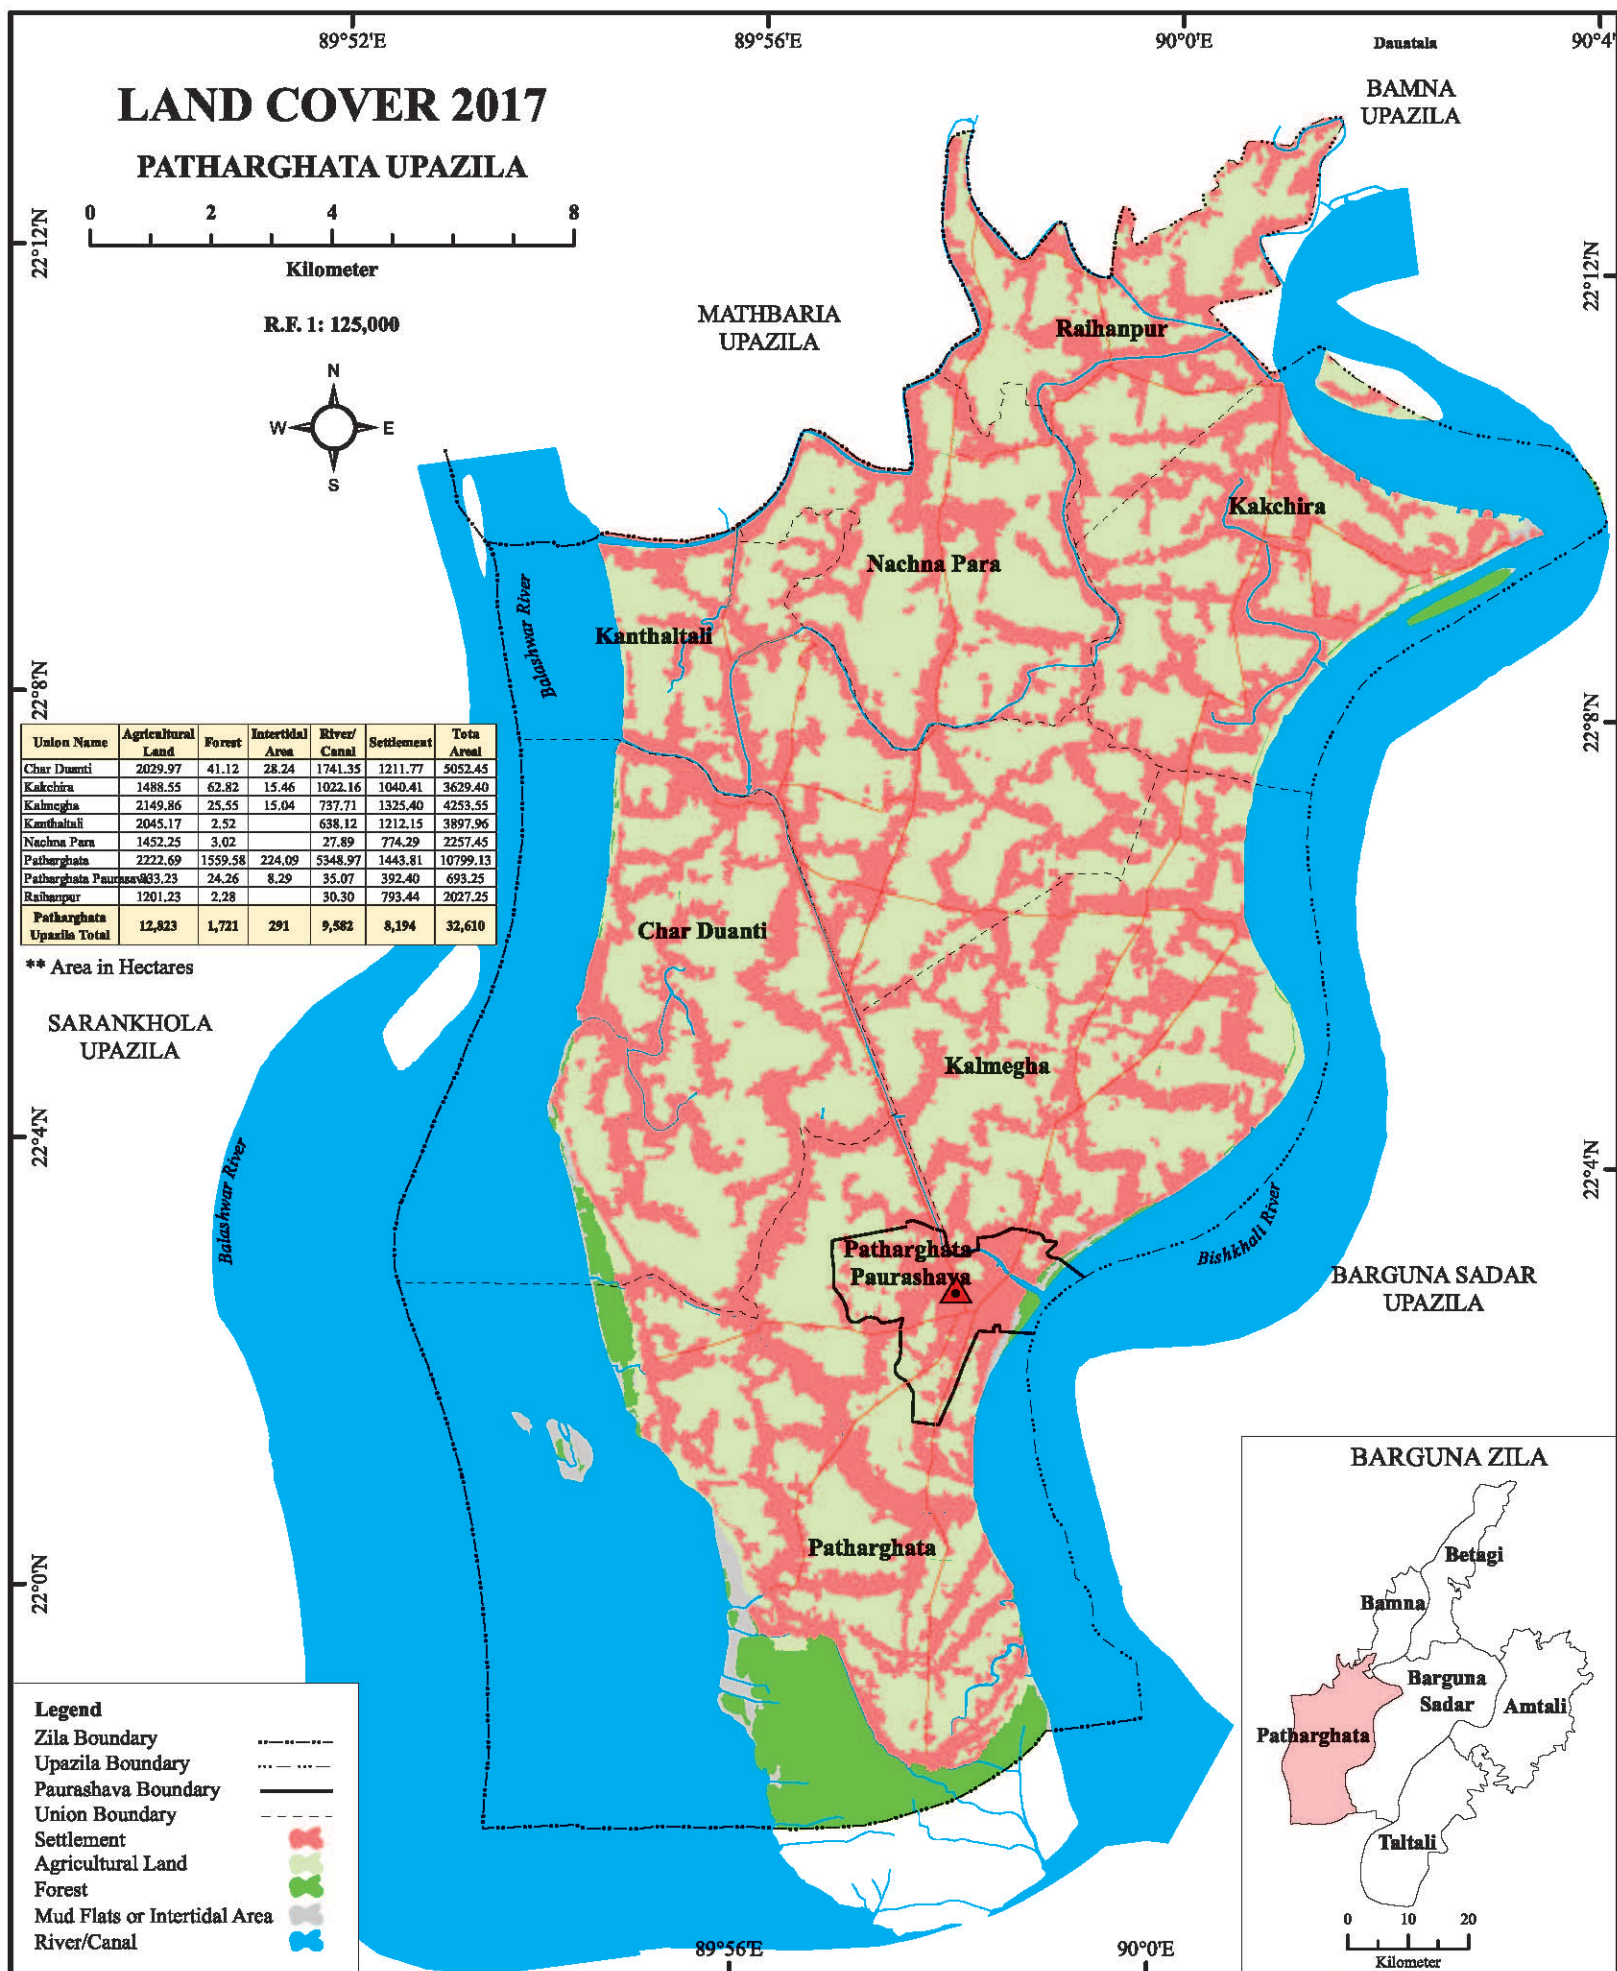 89°52'E 89°56'E 90°0'E 90°4'
Dauatala
LAND COVER 2017
PATHARGHATA UPAZILA
0 2 4 8
Kilometer
R.F. 1: 125,000
N
W E
S
BAMNA
UPAZILA
MATHBARIA
UPAZILA
22°12'N
22°12'N
Raihanpur
Kakchira
Nachna Para
Kanthaltali
Balashwar River
22°8'N
22°8'N
Union Name Agricultural Land Forest Intertidal Area River/ Canal Settlement Tota Areal
Char Duanti 2029.97 41.12 28.24 1741.35 1211.77 5052.45
Kakchira 1488.55 62.82 15.46 1022.16 1040.41 3629.40
Kalmegha 2149.86 25.55 15.04 737.71 1325.40 4253.55
Kanthaltali 2045.17 2.52 638.12 1212.15 3897.96
Nachna Para 1452.25 3.02 27.89 774.29 2257.45
Patharghata 2222.69 1559.58 224.09 5348.97 1443.81 10799.13
Patharghata Paurasava 233.23 24.26 8.29 35.07 392.40 693.25
Raihanpur 1201.23 2.28 30.30 793.44 2027.25
Patharghata Upazila Total 12,823 1,721 291 9,582 8,194 32,610
** Area in Hectares
Char Duanti
SARANKHOLA
UPAZILA
Kalmegha
22°4'N
22°4'N
Balashwar River
Bishkhali River
Patharghata
Paurashava
BARGUNA SADAR
UPAZILA
Patharghata
22°0'N
BARGUNA ZILA
Betagi
Bamna
Barguna
Sadar
Amtali
Patharghata
Taltali
0 10 20
Kilometer
Legend
Zila Boundary
Upazila Boundary
Paurashava Boundary
Union Boundary
Settlement
Agricultural Land
Forest
Mud Flats or Intertidal Area
River/Canal
89°56'E 90°0'E